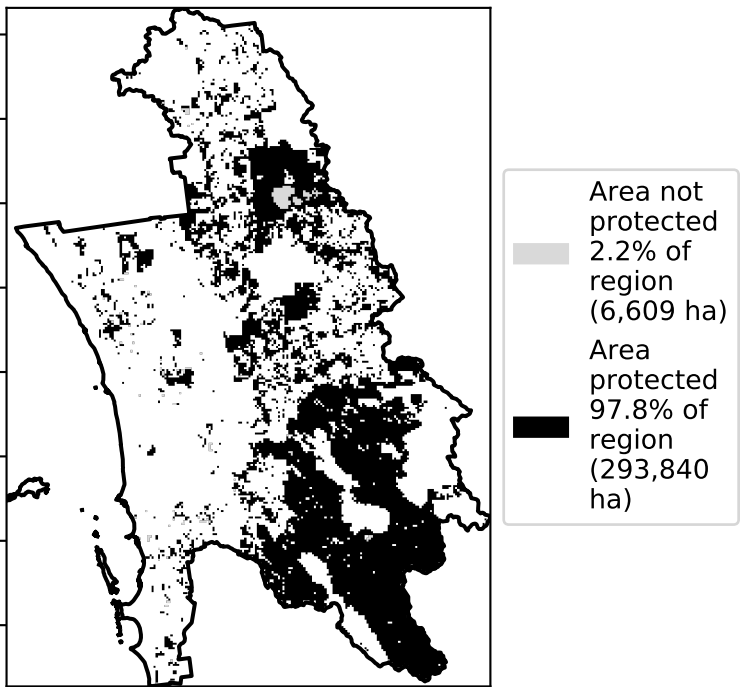 Area not
protected
2.2% of
region
(6,609 ha)
Area
protected
97.8% of
region
(293,840
ha)